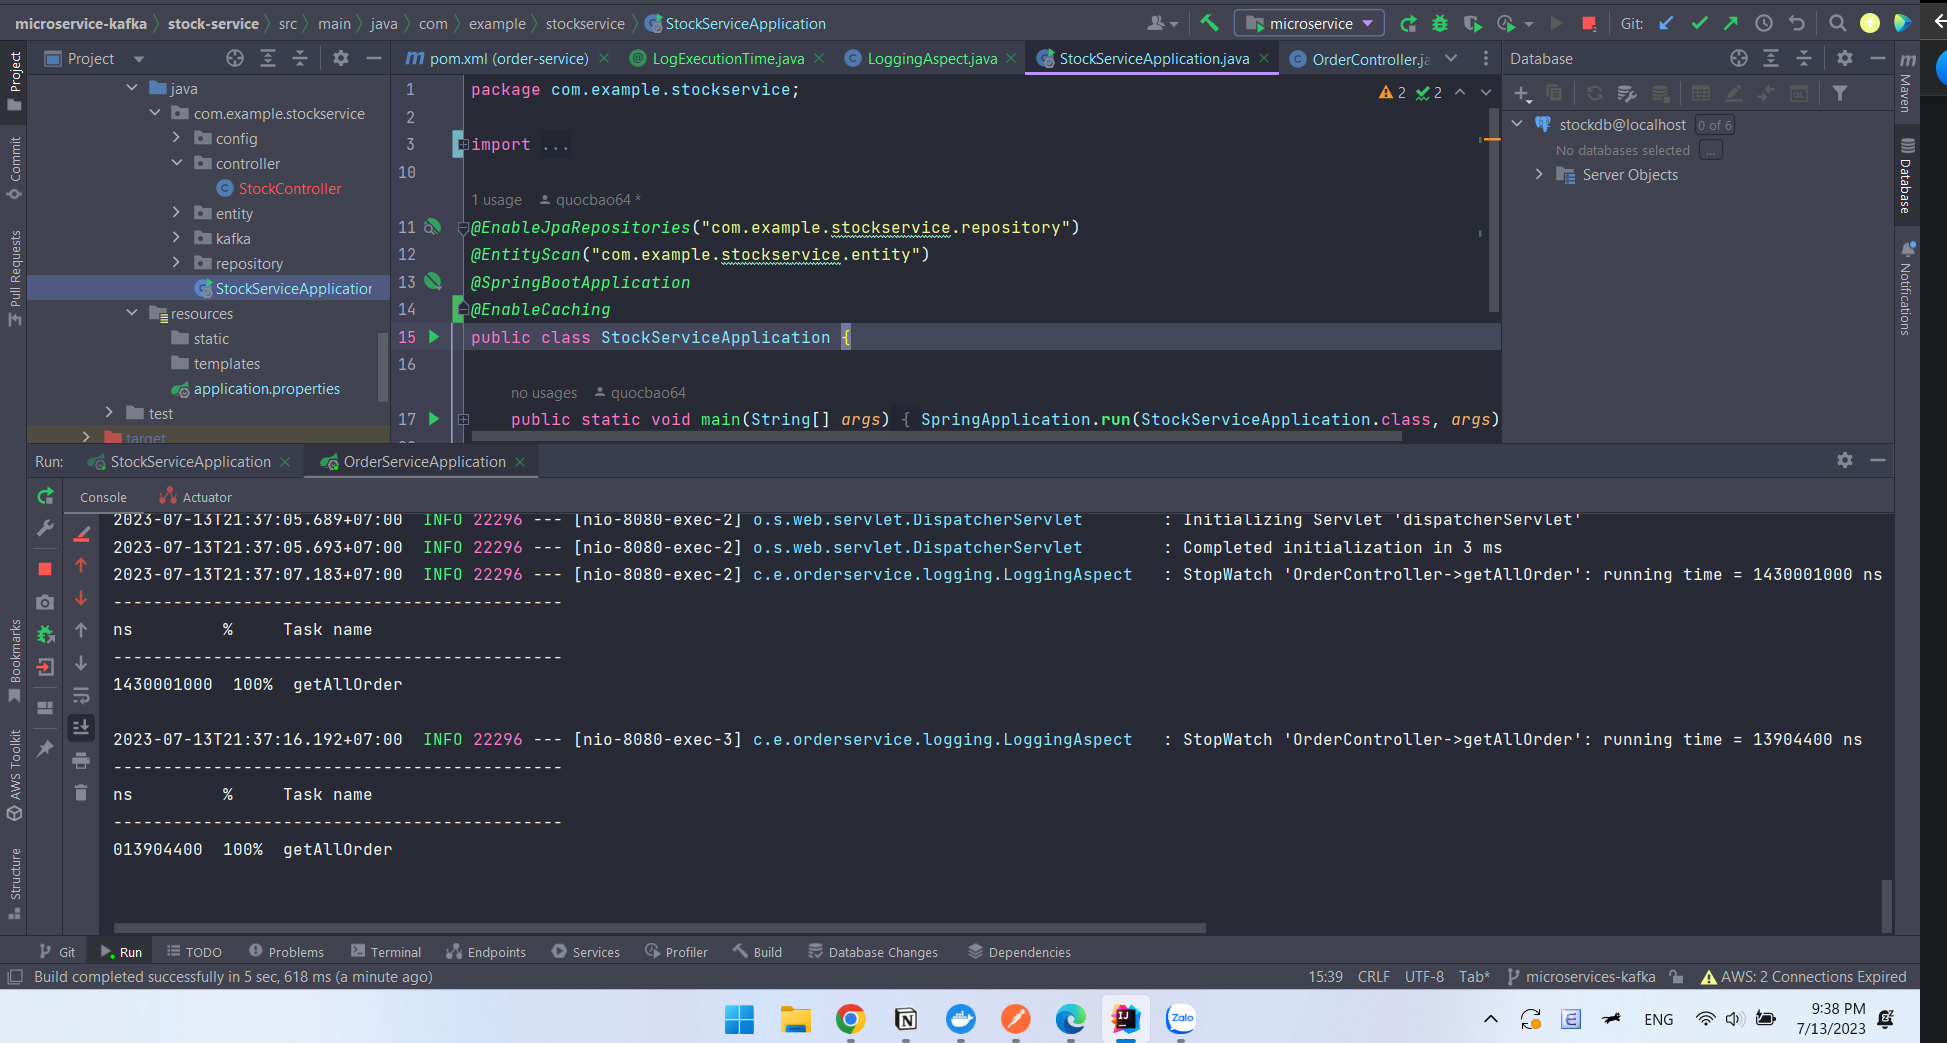 microservice-kafka stock-service src main java com example stockservice StockServiceApplication microservice Git:
Project
pom.xml (order-service) LogExecutionTime.java LoggingAspect.java StockServiceApplication.java OrderController.ja
Database
Project
Commit
Pull Requests
Bookmarks
AWS Toolkit
Structure
java
com.example.stockservice
config
controller
StockController
entity
kafka
repository
StockServiceApplication
resources
static
templates
application.properties
test
target
1 package com.example.stockservice;
2 2
2
3 import ...
10
1 usage quocbao64 *
11 @EnableJpaRepositories("com.example.stockservice.repository")
12 @EntityScan("com.example.stockservice.entity")
13 @SpringBootApplication
14 @EnableCaching
15 public class StockServiceApplication {
16
no usages quocbao64
17 public static void main(String[] args) { SpringApplication.run(StockServiceApplication.class, args)
stockdb@localhost 0 of 6
No databases selected ...
Server Objects
Maven
Database
Notifications
Run: StockServiceApplication OrderServiceApplication
Console Actuator
2023-07-13T21:37:05.689+07:00 INFO 22296 --- [nio-8080-exec-2] o.s.web.servlet.DispatcherServlet : Initializing Servlet 'dispatcherServlet'
2023-07-13T21:37:05.693+07:00 INFO 22296 --- [nio-8080-exec-2] o.s.web.servlet.DispatcherServlet : Completed initialization in 3 ms
2023-07-13T21:37:07.183+07:00 INFO 22296 --- [nio-8080-exec-2] c.e.orderservice.logging.LoggingAspect : StopWatch 'OrderController->getAllOrder': running time = 1430001000 ns
---------------------------------------------
ns % Task name
---------------------------------------------
1430001000 100% getAllOrder
2023-07-13T21:37:16.192+07:00 INFO 22296 --- [nio-8080-exec-3] c.e.orderservice.logging.LoggingAspect : StopWatch 'OrderController->getAllOrder': running time = 13904400 ns
---------------------------------------------
ns % Task name
---------------------------------------------
013904400 100% getAllOrder
Git Run TODO Problems Terminal Endpoints Services Profiler Build Database Changes Dependencies
Build completed successfully in 5 sec, 618 ms (a minute ago) 15:39 CRLF UTF-8 Tab* microservices-kafka AWS: 2 Connections Expired
Zalo
ENG
9:38 PM
7/13/2023